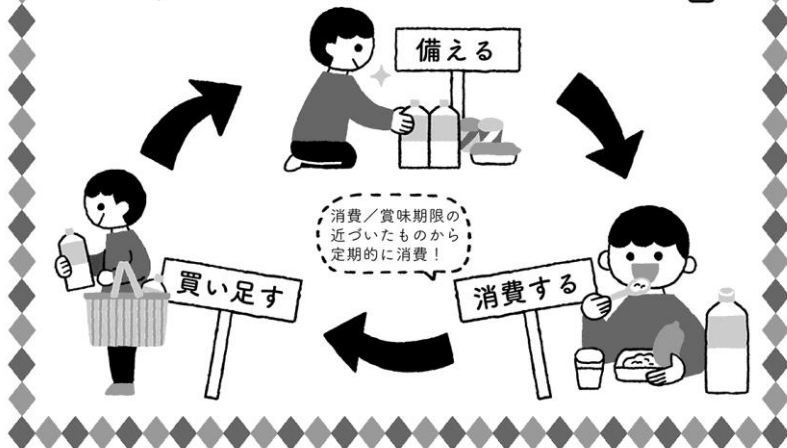 備える
消費／賞味期限の
近づいたものから
定期的に消費！
買い足す
消費する